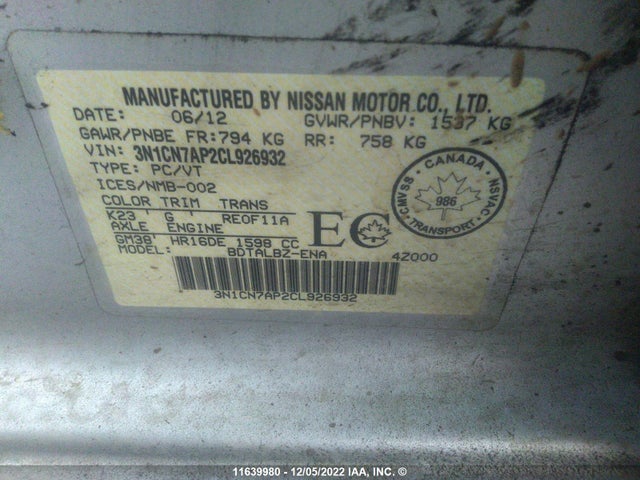 MANUFACTURED BY NISSAN MOTOR CO., LTD.
DATE: 06/12 GVWR/PNBV: 1537 KG
GAWR/PNBE FR:794 KG RR: 758 KG
VIN: 3N1CN7AP2CL926932
TYPE: PC/VT
ICES/NMB-002
COLOR TRIM TRANS
K23 ' G ' RE0F11A
AXLE ENGINE
GM38' HR16DE 1598 CC
MODEL: BDTALBZ-ENA 4Z000
EC
CANADA
CMVSS 986 NSVAC
TRANSPORT
3N1CN7AP2CL926932
11639980 - 12/05/2022 IAA, INC. ©